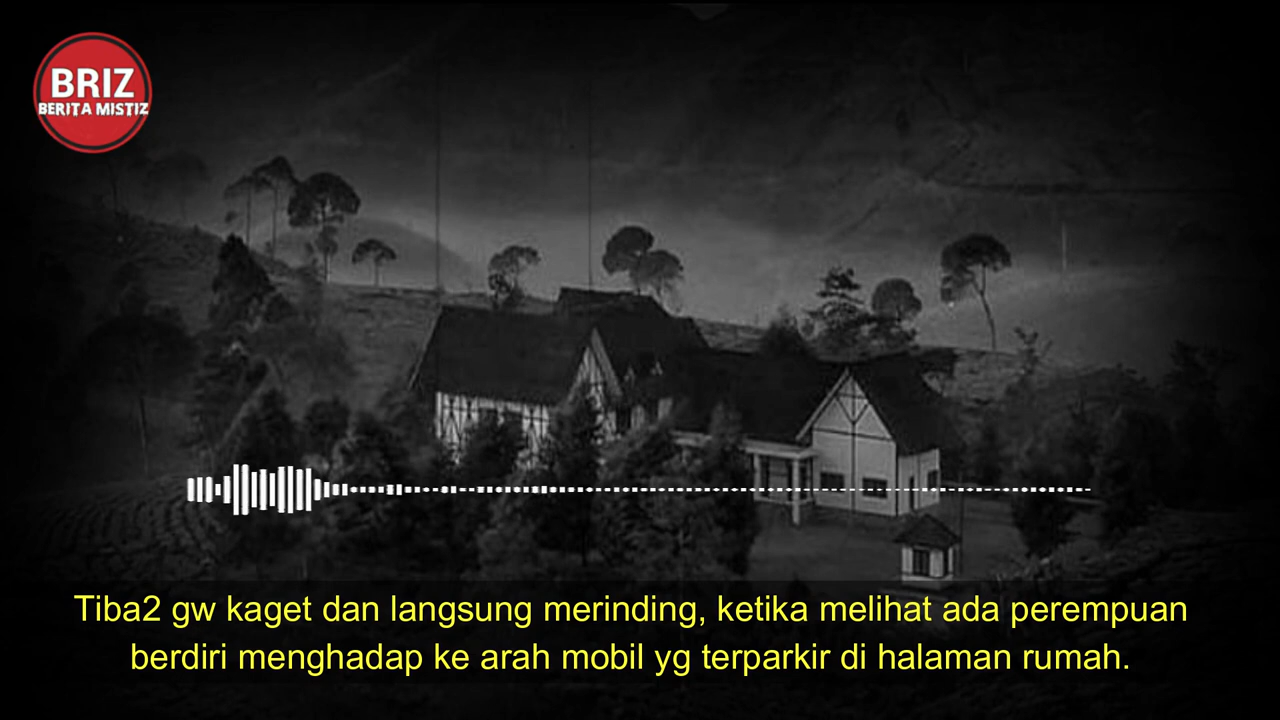 BRIZ
BERITA MISTIZ
Tiba2 gw kaget dan langsung merinding, ketika melihat ada perempuan
berdiri menghadap ke arah mobil yg terparkir di halaman rumah.